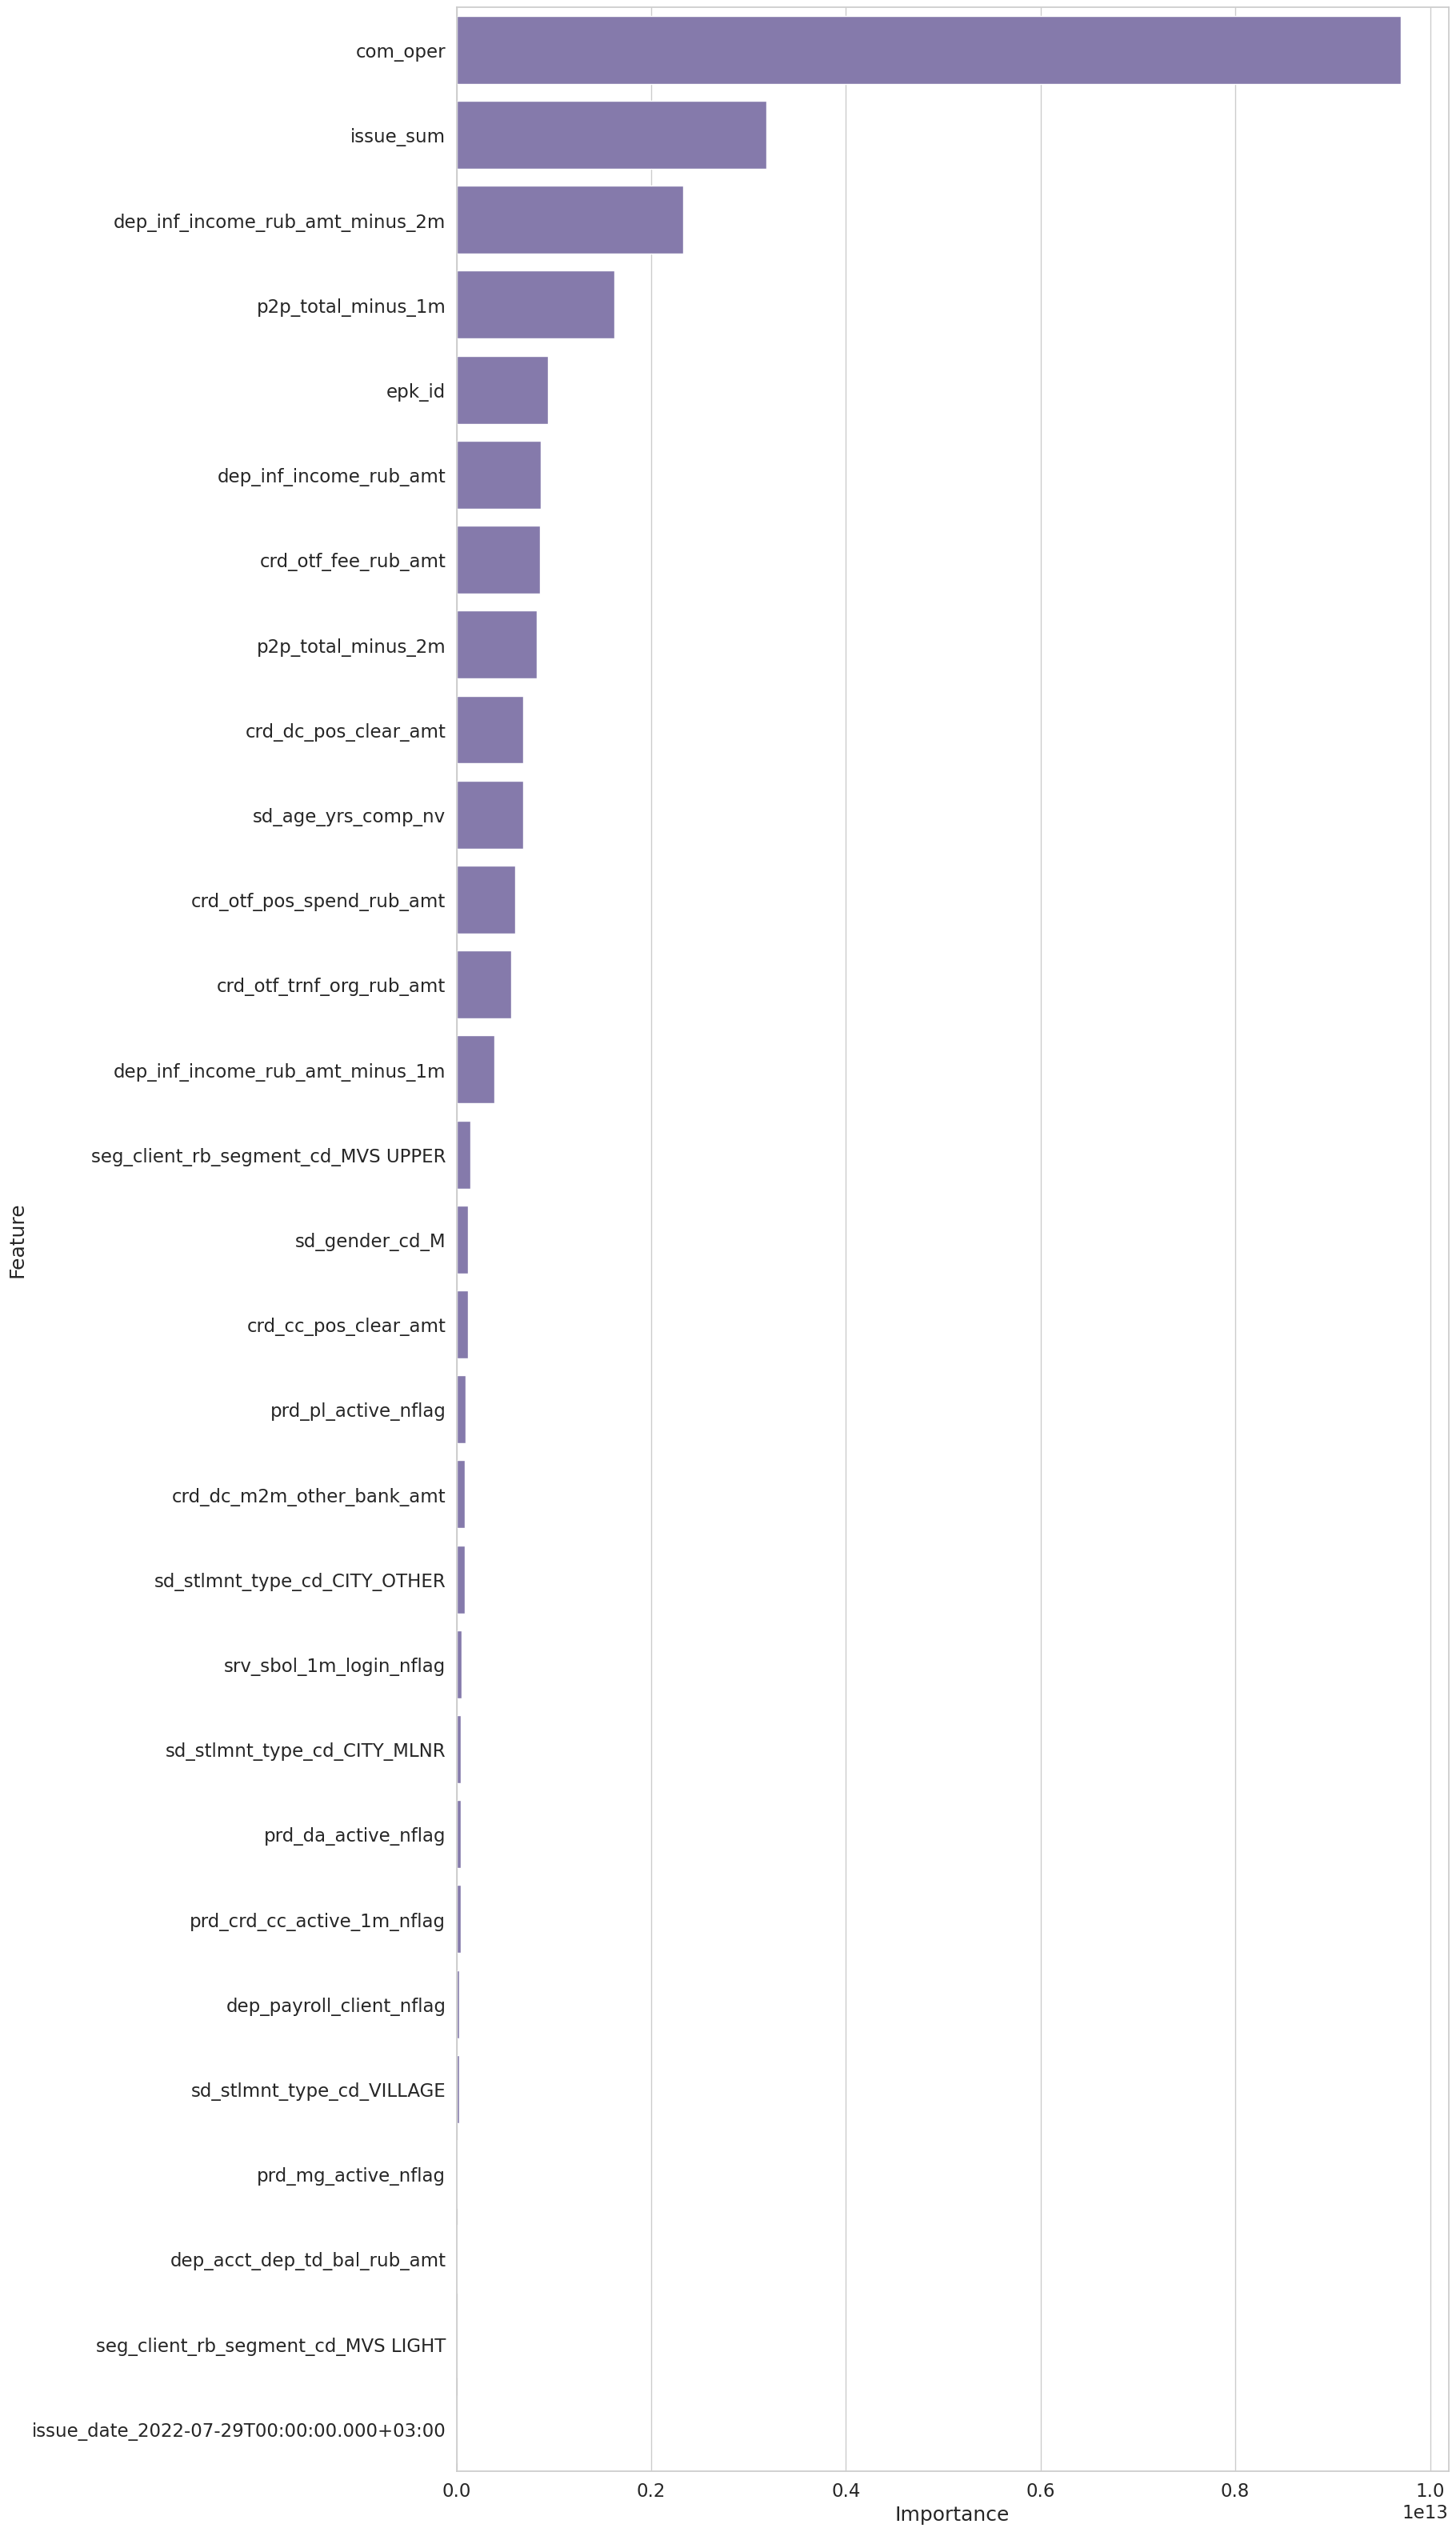 com_oper
issue_sum
dep_inf_income_rub_amt_minus_2m
p2p_total_minus_1m
epk_id
dep_inf_income_rub_amt
crd_otf_fee_rub_amt
p2p_total_minus_2m
crd_dc_pos_clear_amt
sd_age_yrs_comp_nv
crd_otf_pos_spend_rub_amt
crd_otf_trnf_org_rub_amt
dep_inf_income_rub_amt_minus_1m
seg_client_rb_segment_cd_MVS UPPER
Feature
sd_gender_cd_M
crd_cc_pos_clear_amt
prd_pl_active_nflag
crd_dc_m2m_other_bank_amt
sd_stlmnt_type_cd_CITY_OTHER
srv_sbol_1m_login_nflag
sd_stlmnt_type_cd_CITY_MLNR
prd_da_active_nflag
prd_crd_cc_active_1m_nflag
dep_payroll_client_nflag
sd_stlmnt_type_cd_VILLAGE
prd_mg_active_nflag
dep_acct_dep_td_bal_rub_amt
seg_client_rb_segment_cd_MVS LIGHT
issue_date_2022-07-29T00:00:00.000+03:00
0.0 0.2 0.4 0.6 0.8 1.0
Importance 1e13